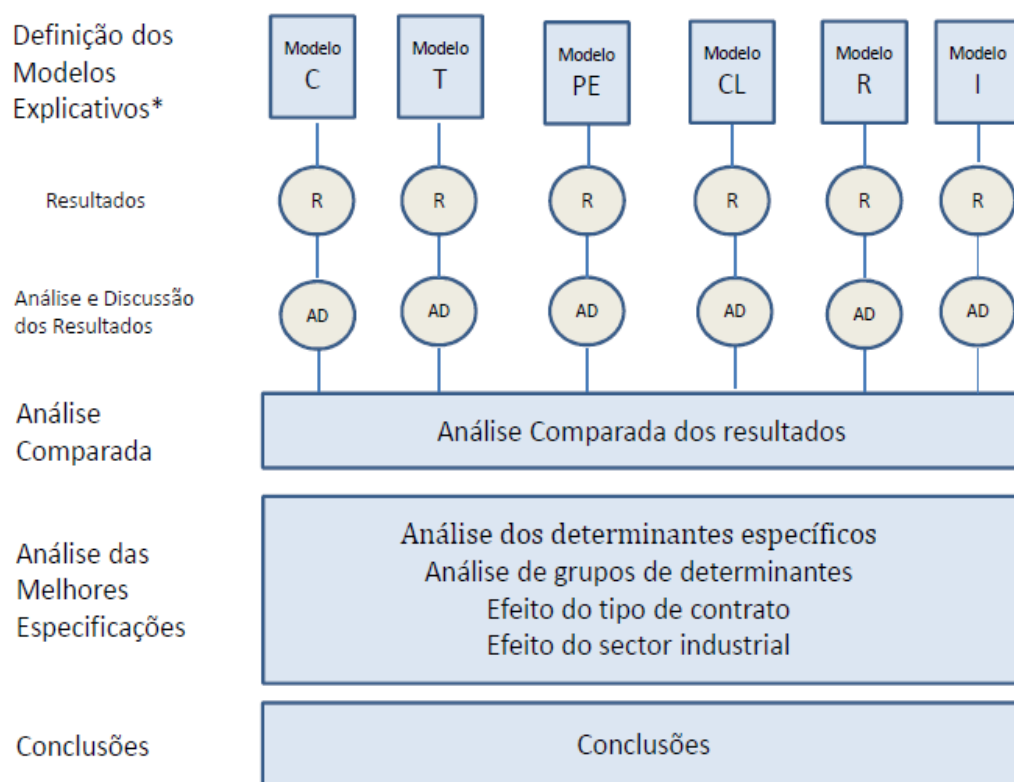 Definição dos
Modelos
Explicativos*
Modelo
C
Modelo
T
Modelo
PE
Modelo
CL
Modelo
R
Modelo
I
Resultados
R
R
R
R
R
R
Análise e Discussão
dos Resultados
AD
AD
AD
AD
AD
AD
Análise
Comparada
Análise Comparada dos resultados
Análise das
Melhores
Especificações
Análise dos determinantes específicos
Análise de grupos de determinantes
Efeito do tipo de contrato
Efeito do sector industrial
Conclusões
Conclusões